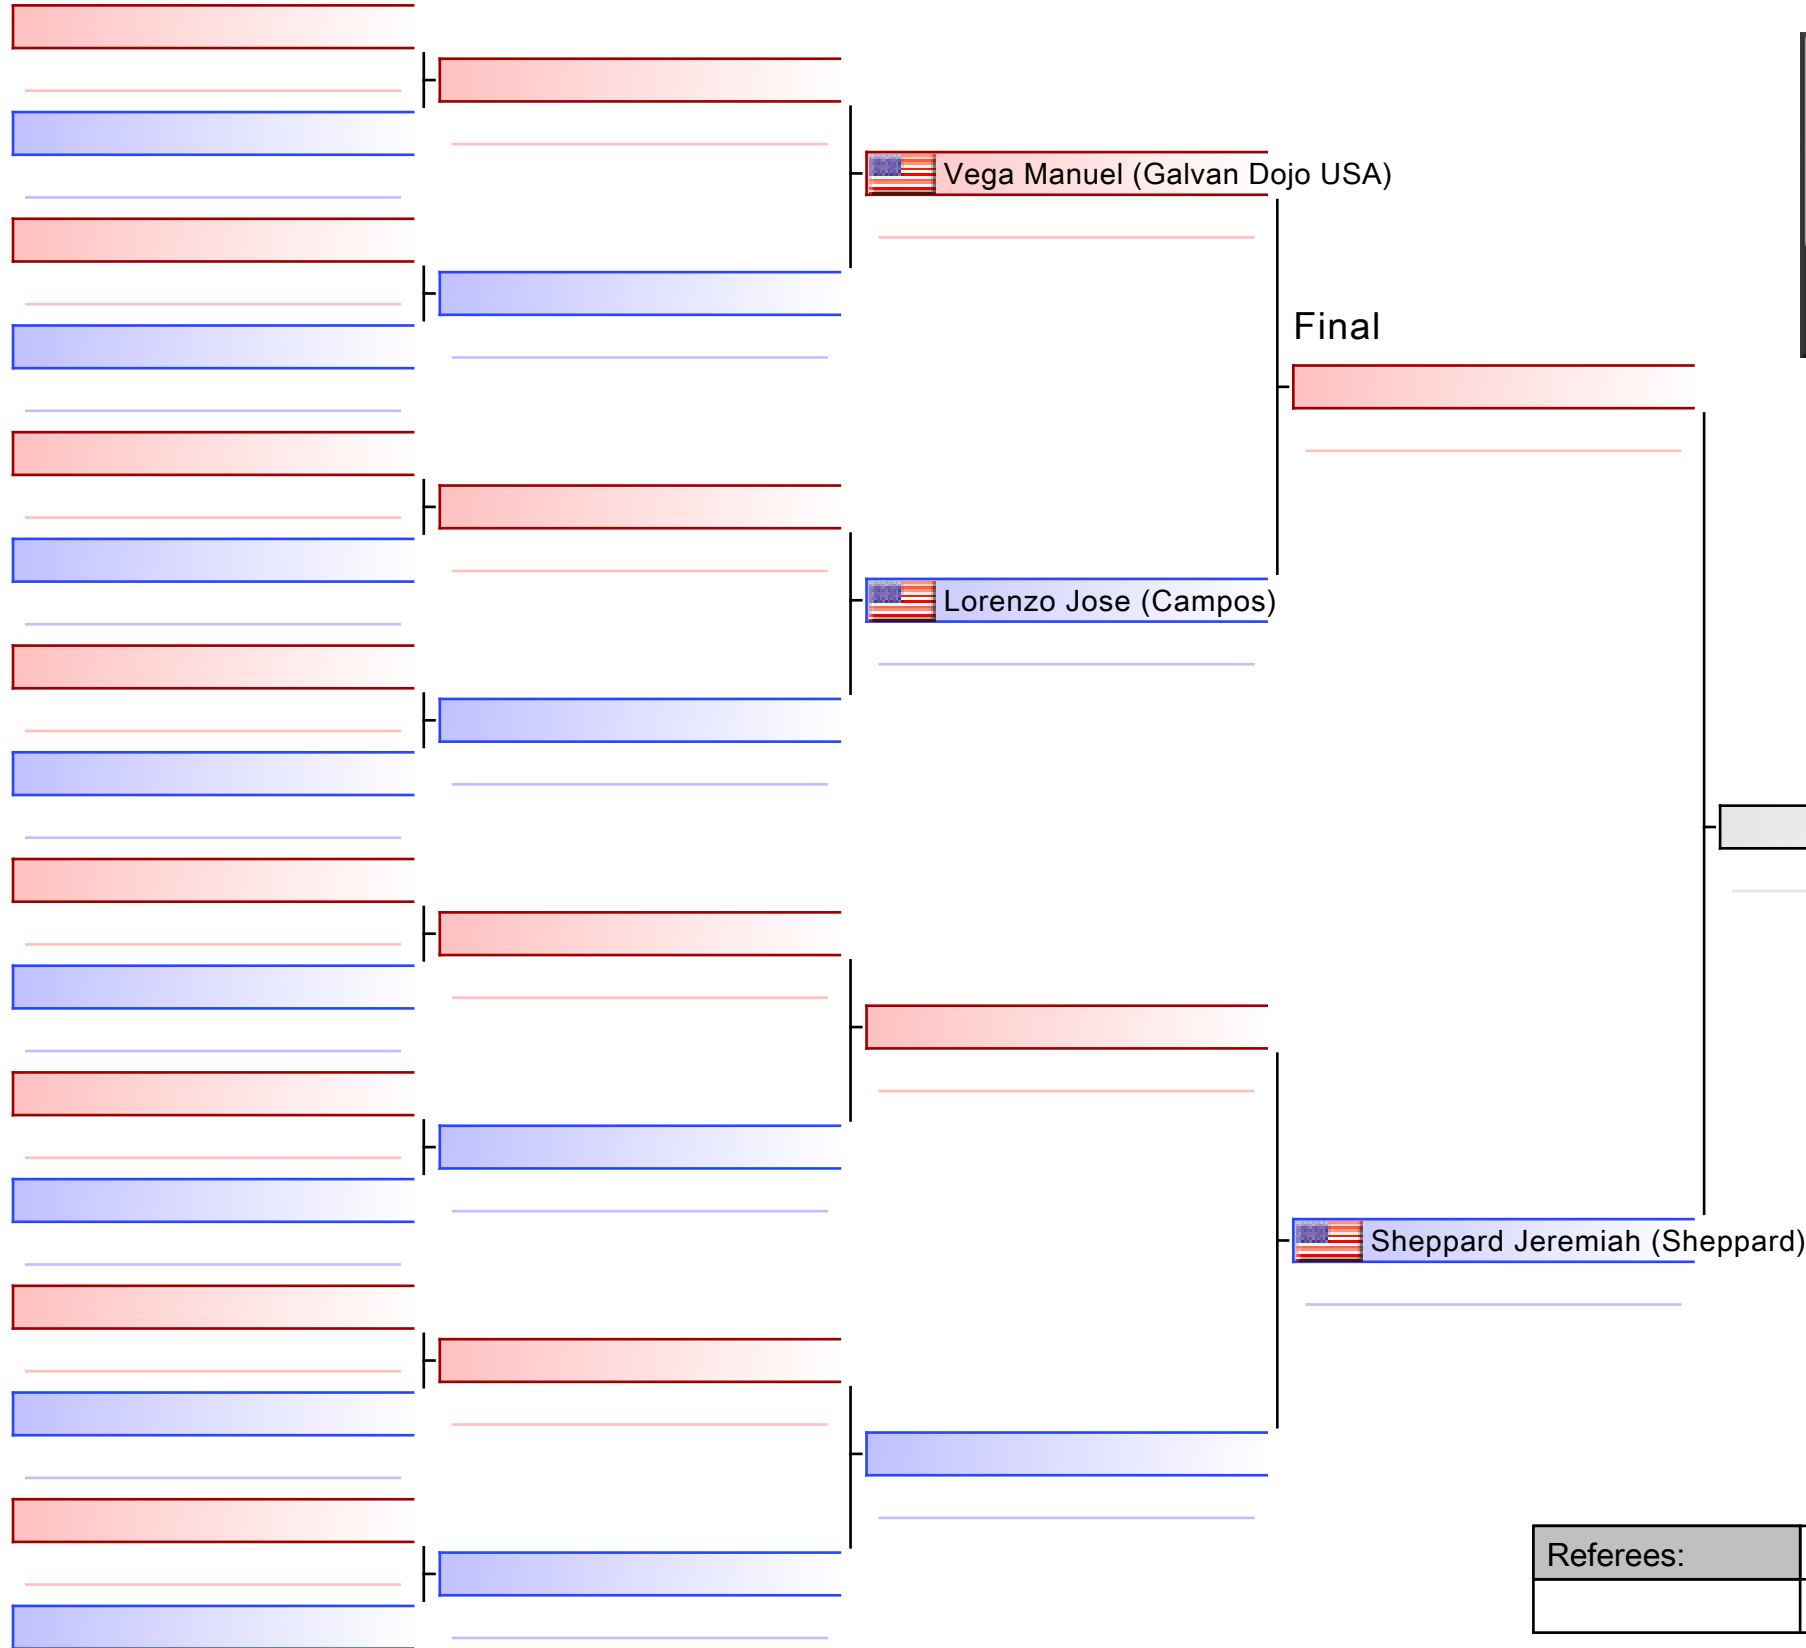 Vega Manuel (Galvan Dojo USA)
Final
Lorenzo Jose (Campos)
Sheppard Jeremiah (Sheppard)
Referees: